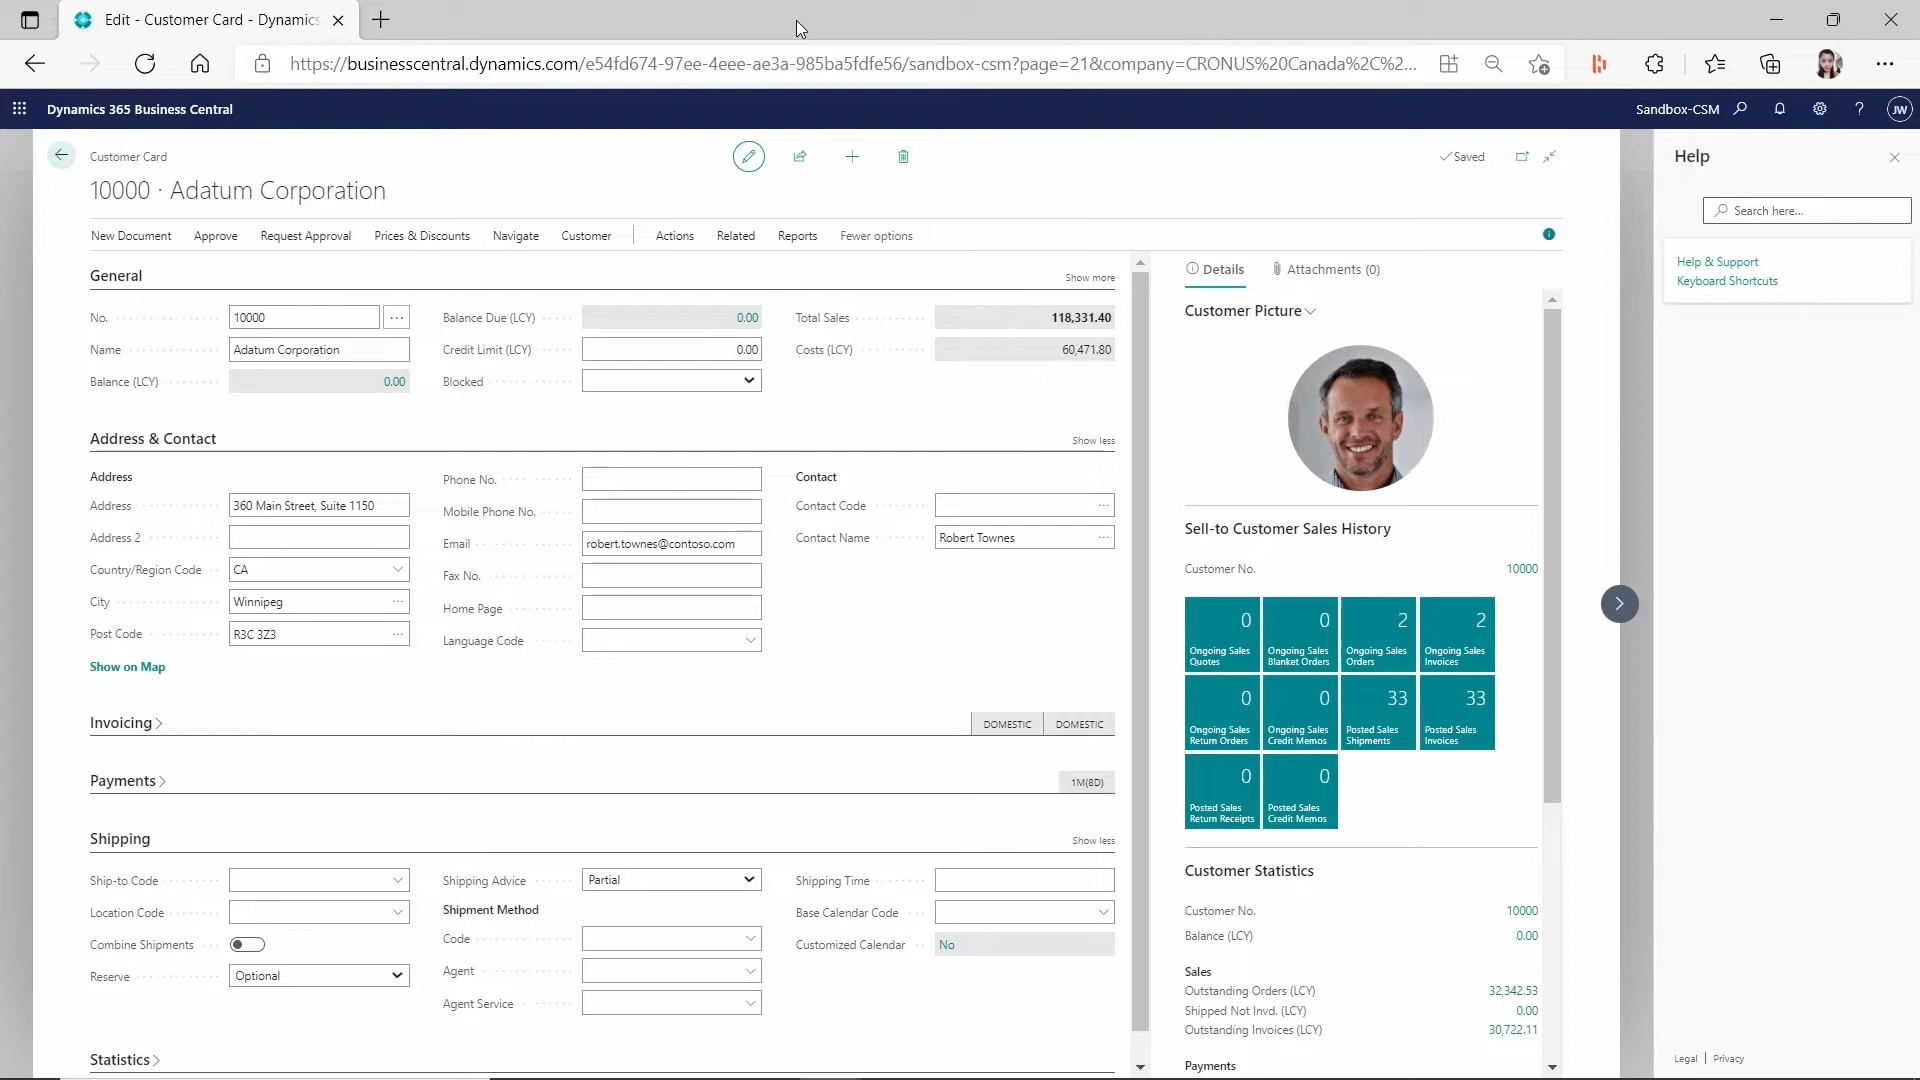 Edit - Customer Card - Dynamics
https://businesscentral.dynamics.com/e54fd674-97ee-4eee-ae3a-985ba5fdfe56/sandbox-csm?page=21&company=CRONUS%20Canada%2C%2...
Dynamics 365 Business Central
Sandbox-CSM
JW
Customer Card
Saved
10000 · Adatum Corporation
New Document Approve Request Approval Prices & Discounts Navigate Customer Actions Related Reports Fewer options
General
Show more
No. 10000 ...
Name Adatum Corporation
Balance (LCY) 0.00
Balance Due (LCY) 0.00
Credit Limit (LCY) 0.00
Blocked
Total Sales 118,331.40
Costs (LCY) 60,471.80
Address & Contact
Show less
Address
Address 360 Main Street, Suite 1150
Address 2
Country/Region Code CA
City Winnipeg ...
Post Code R3C 3Z3 ...
Show on Map
Phone No.
Mobile Phone No.
Email robert.townes@contoso.com
Fax No.
Home Page
Language Code
Contact
Contact Code ...
Contact Name Robert Townes ...
Invoicing
DOMESTIC DOMESTIC
Payments
1M(8D)
Shipping
Show less
Ship-to Code
Location Code
Combine Shipments
Reserve Optional
Shipping Advice Partial
Shipment Method
Code
Agent
Agent Service
Shipping Time
Base Calendar Code
Customized Calendar No
Statistics
Details Attachments (0)
Customer Picture
Sell-to Customer Sales History
Customer No. 10000
0 Ongoing Sales Quotes
0 Ongoing Sales Blanket Orders
2 Ongoing Sales Orders
2 Ongoing Sales Invoices
0 Ongoing Sales Return Orders
0 Ongoing Sales Credit Memos
33 Posted Sales Shipments
33 Posted Sales Invoices
0 Posted Sales Return Receipts
0 Posted Sales Credit Memos
Customer Statistics
Customer No. 10000
Balance (LCY) 0.00
Sales
Outstanding Orders (LCY) 32,342.53
Shipped Not Invd. (LCY) 0.00
Outstanding Invoices (LCY) 30,722.11
Payments
Help
Search here...
Help & Support
Keyboard Shortcuts
Legal | Privacy